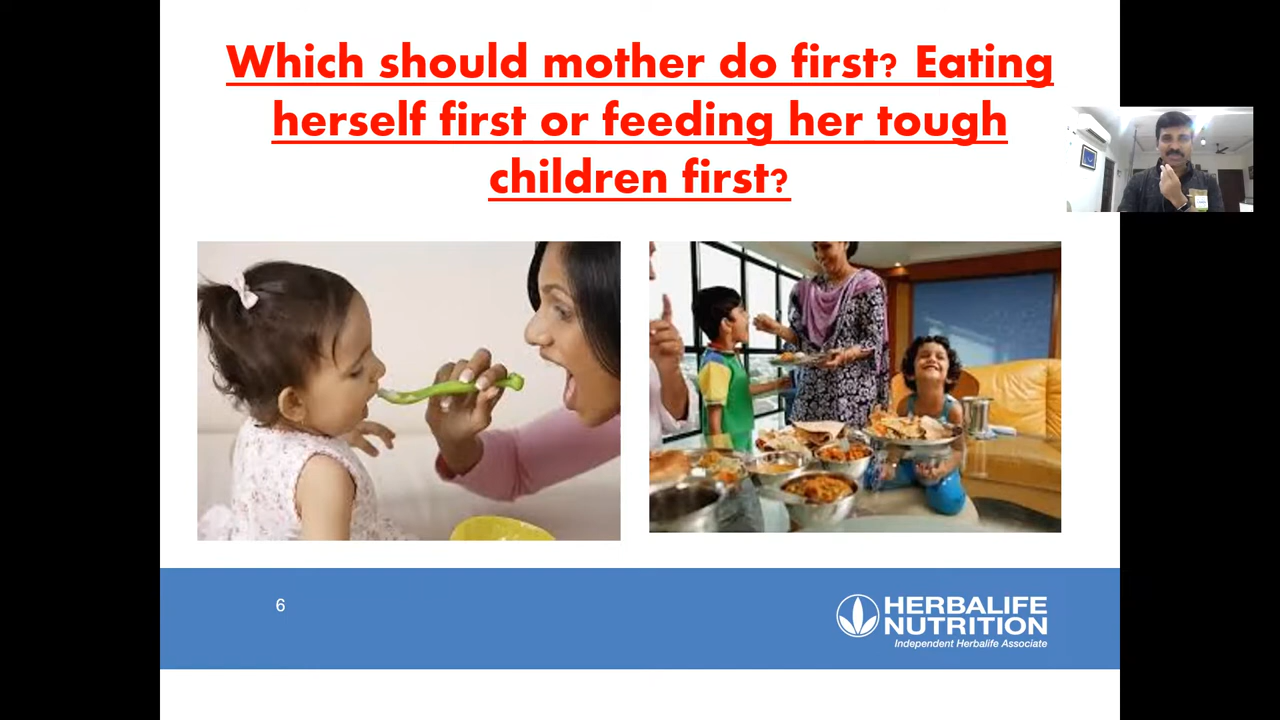 Which should mother do first? Eating
herself first or feeding her tough
children first?
6
HERBALIFE
NUTRITION
Independent Herbalife Associate